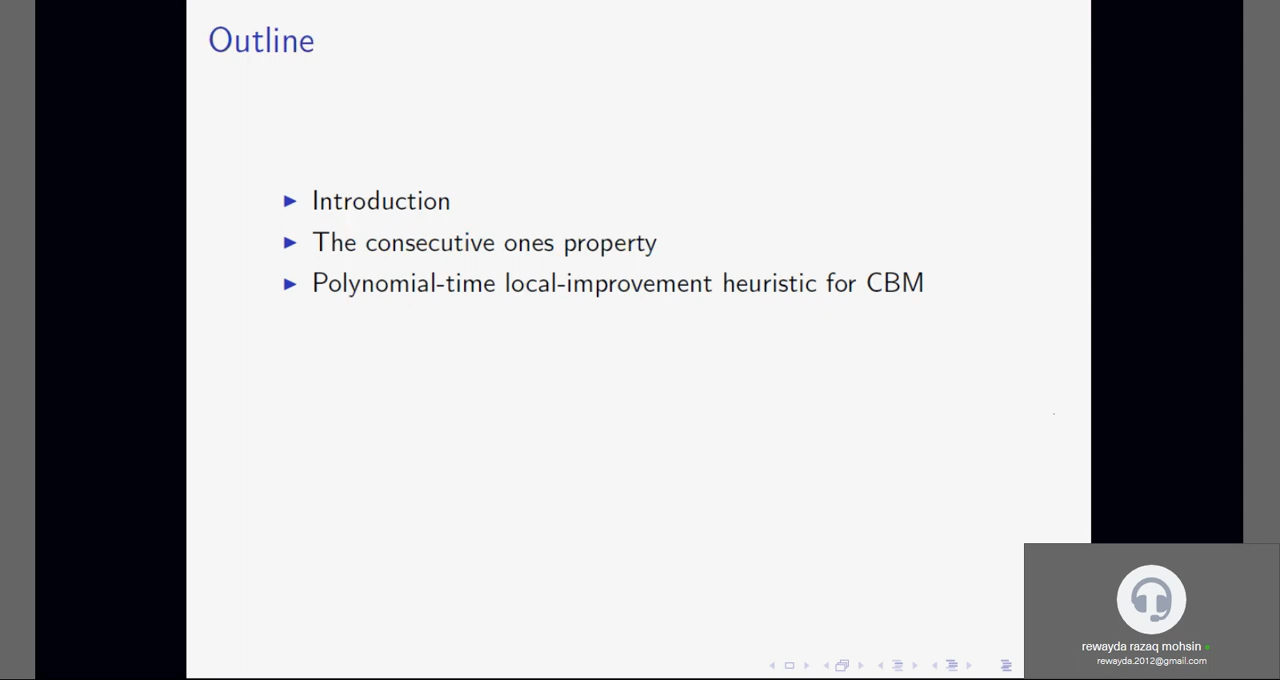 Outline
Introduction
The consecutive ones property
Polynomial-time local-improvement heuristic for CBM
rewayda razaq mohsin
rewayda.2012@gmail.com